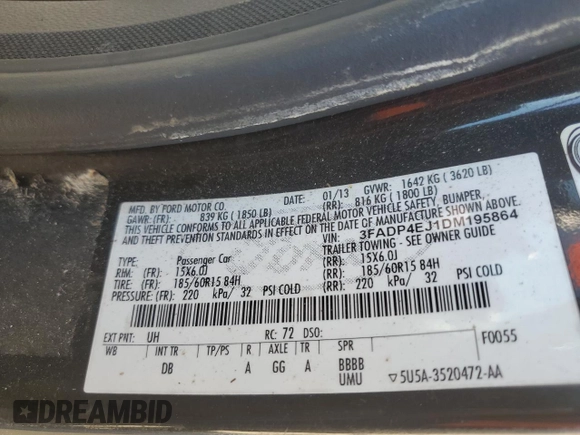 MFD. BY FORD MOTOR CO.
DATE: 01/13 GVWR: 1642 KG ( 3620 LB)
GAWR:(FR): 839 KG ( 1850 LB) (RR): 816 KG ( 1800 LB)
THIS VEHICLE CONFORMS TO ALL APPLICABLE FEDERAL MOTOR VEHICLE SAFETY, BUMPER,
AND THEFT PREVENTION STANDARDS IN EFFECT ON THE DATE OF MANUFACTURE SHOWN ABOVE.
VIN: 3FADP4EJ1DM195864
TRAILER TOWING - SEE OWNER GUIDE
TYPE: Passenger Car
RIM: (FR): 15X6.0J (RR): 15X6.0J
TIRE: (FR): 185/60R15 84H (RR): 185/60R15 84H
PRESSURE: (FR): 220 kPa/ 32 PSI COLD (RR): 220 kPa/ 32 PSI COLD
EXT PNT: UH RC: 72 DSO: F0055
WB INT TR TP/PS R AXLE TR SPR
DB A GG A BBBB
UMU ▽5U5A-3520472-AA
DREAMBID